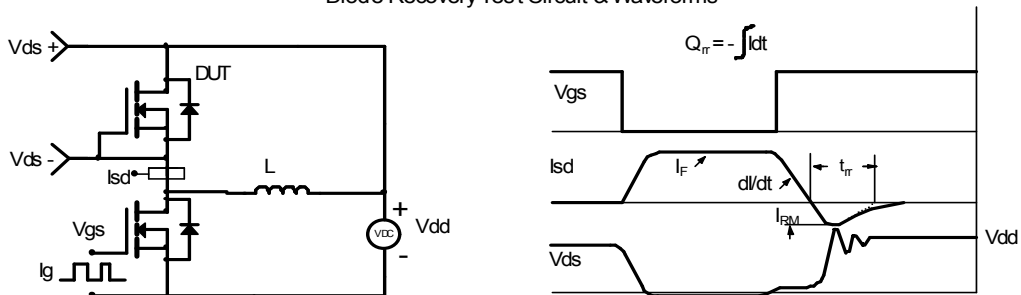 Diode Recovery Test Circuit & Waveforms
Vds +
DUT
Vds -
Isd
L
Vgs
Ig
+
VDC
-
Vdd
Qrr = - ∫Idt
Vgs
Isd
IF
dI/dt
trr
IRM
Vdd
Vds